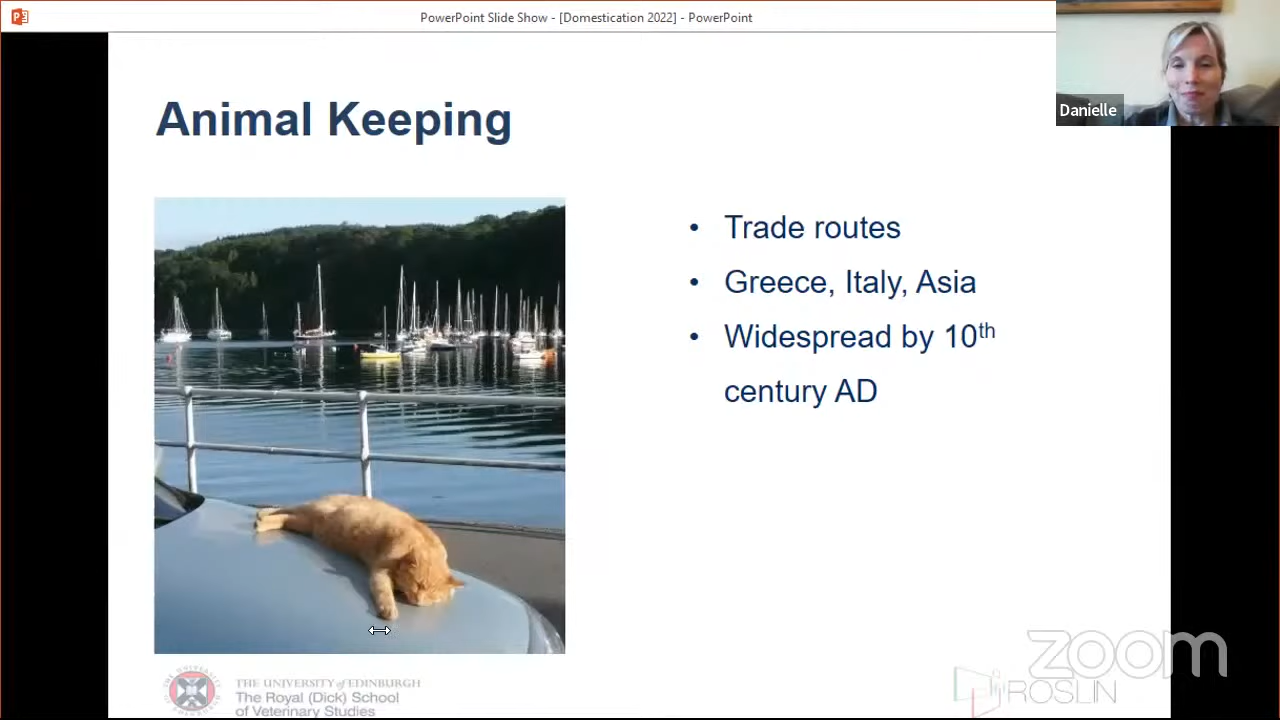 PowerPoint Slide Show - [Domestication 2022] - PowerPoint
Danielle
Animal Keeping
• Trade routes
• Greece, Italy, Asia
• Widespread by 10th
century AD
THE UNIVERSITY of EDINBURGH
The Royal (Dick) School
of Veterinary Studies
zoom
ROSLIN